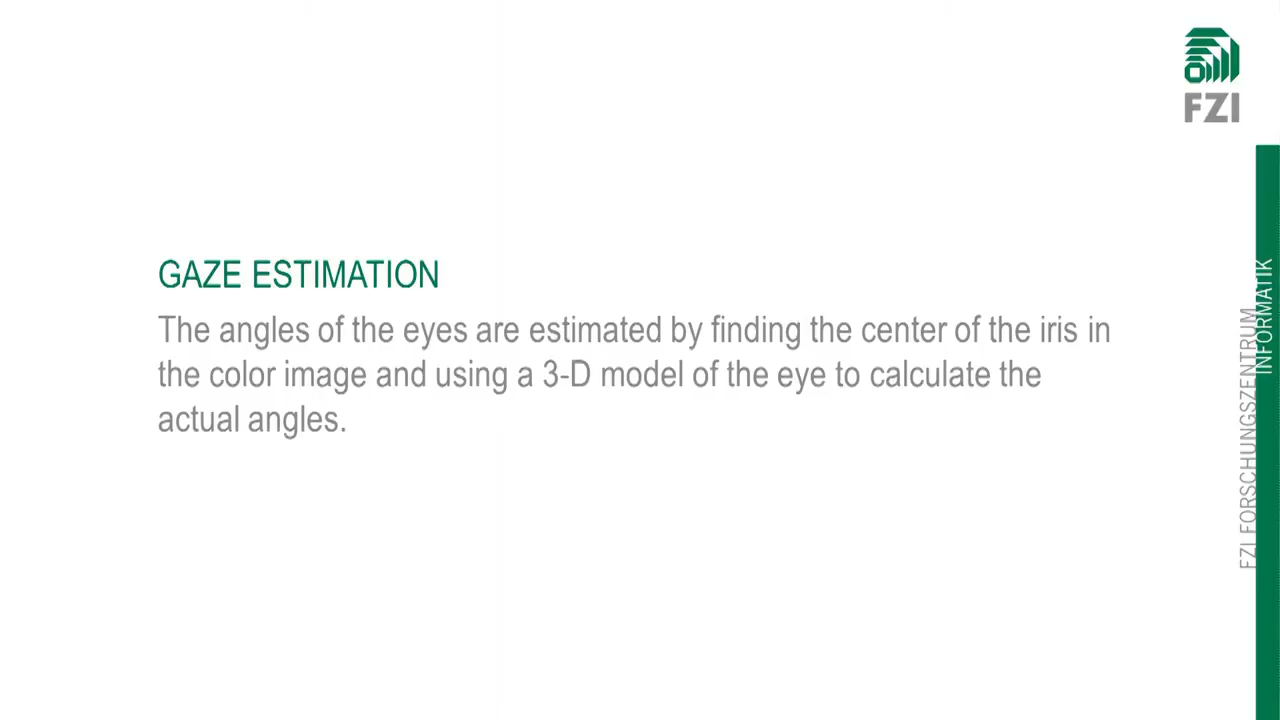 FZI
GAZE ESTIMATION
The angles of the eyes are estimated by finding the center of the iris in
the color image and using a 3-D model of the eye to calculate the
actual angles.
FZI FORSCHUNGSZENTRUM
INFORMATIK